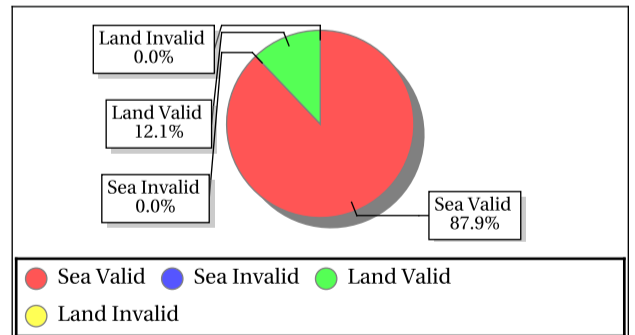 Land Invalid
0.0%
Land Valid
12.1%
Sea Invalid
0.0%
Sea Valid
87.9%
Sea Valid Sea Invalid Land Valid
Land Invalid